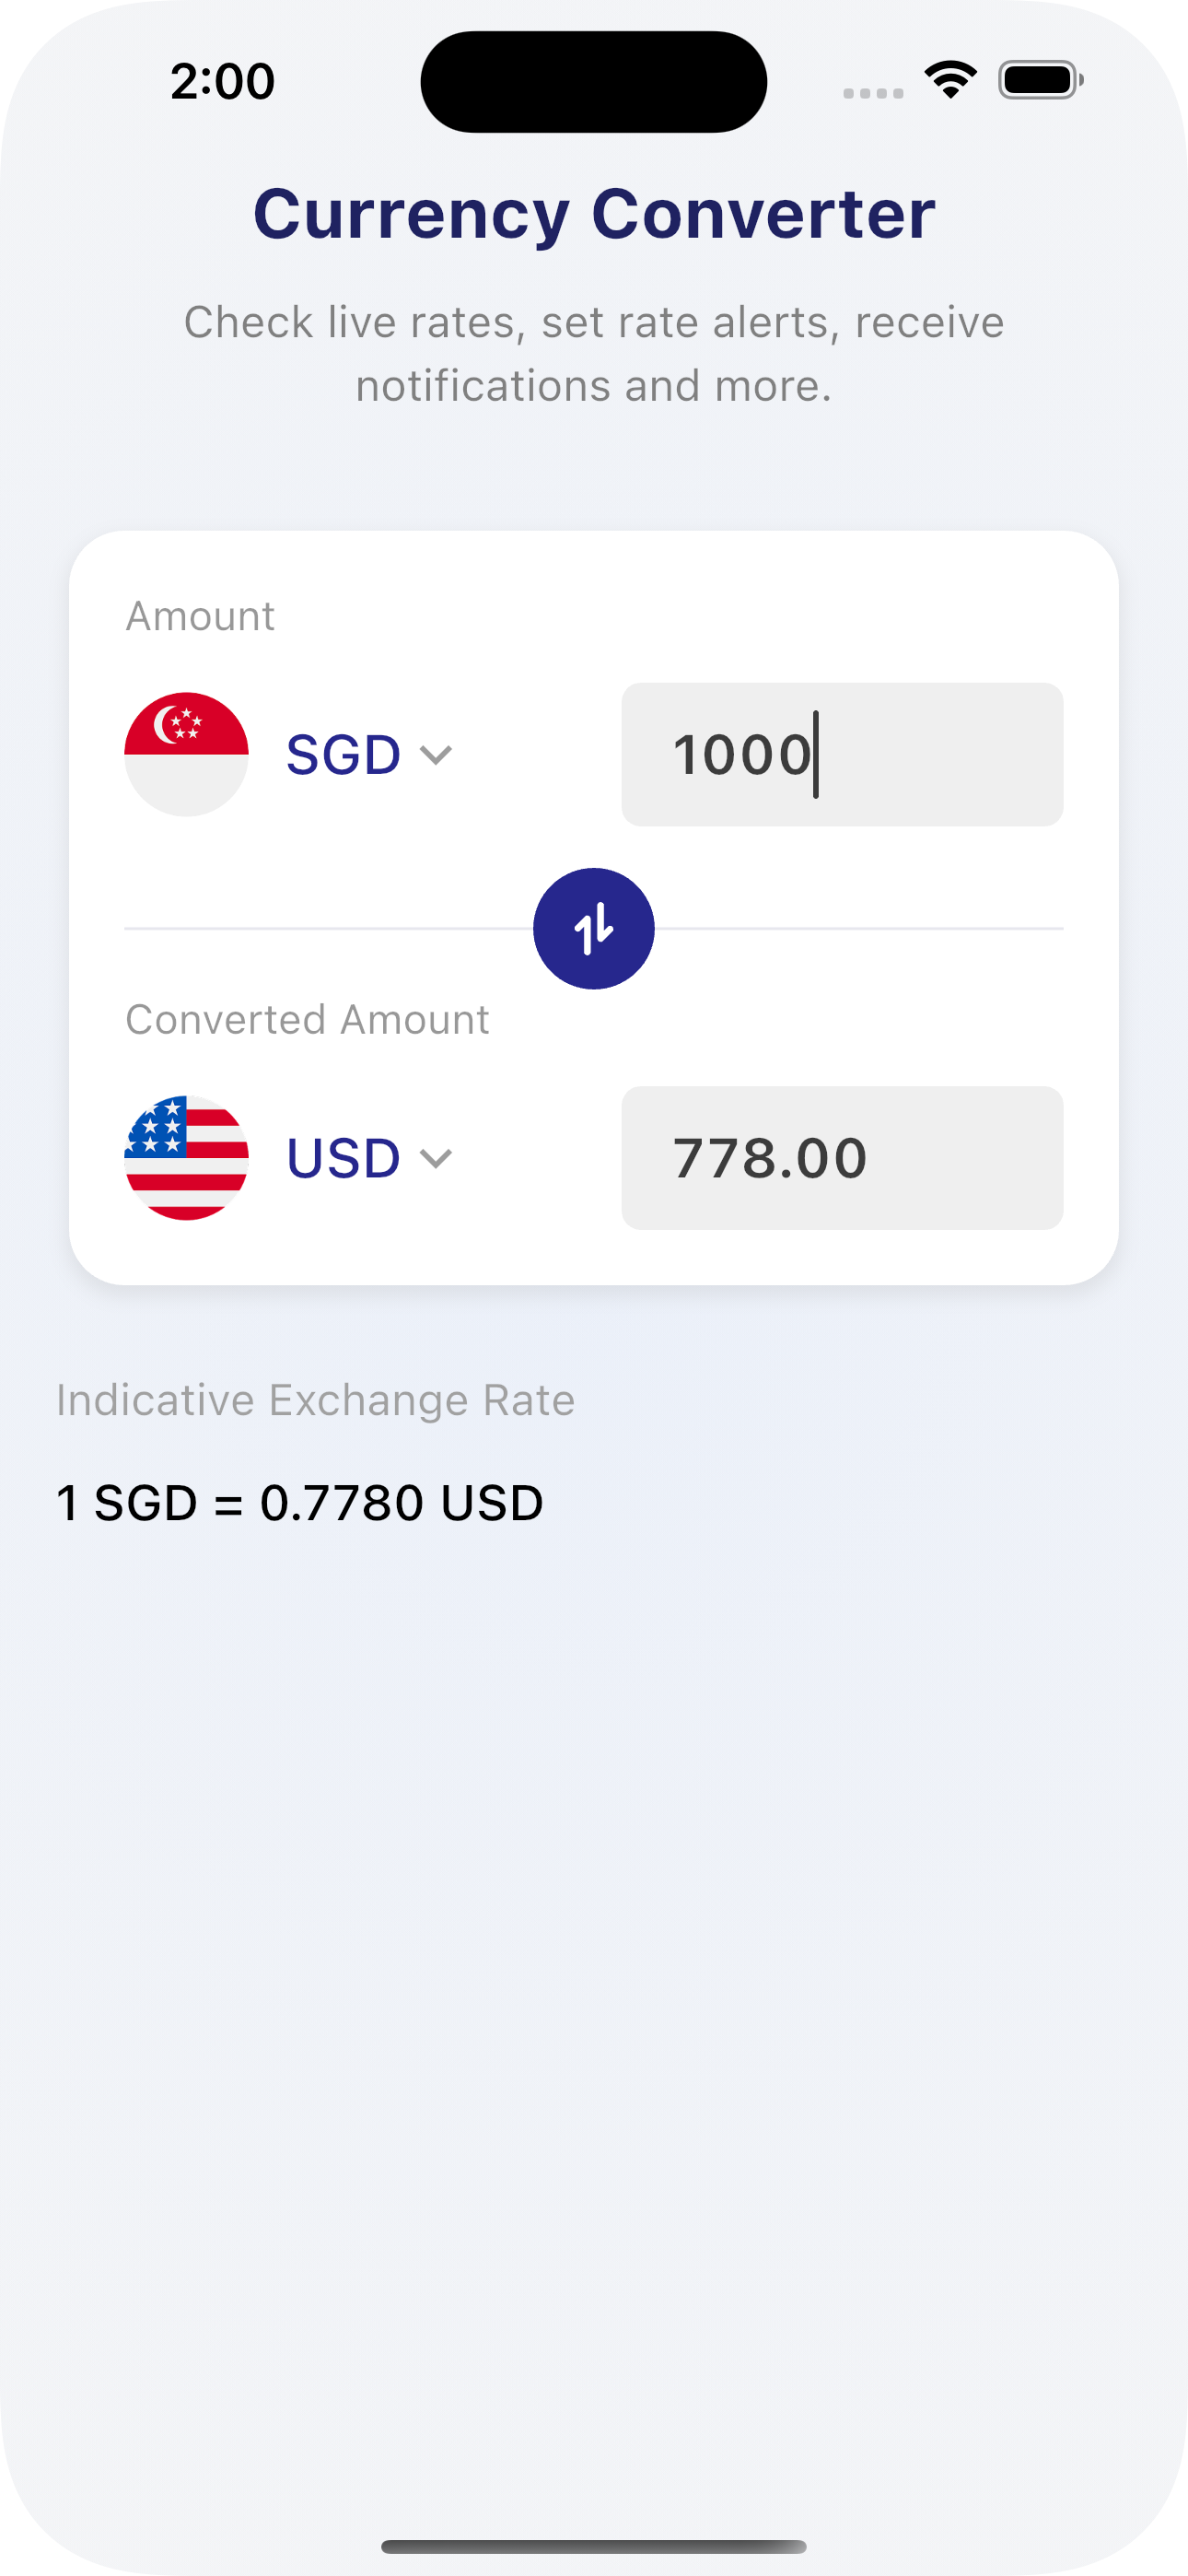 2:00
Currency Converter
Check live rates, set rate alerts, receive
notifications and more.
Amount
SGD
1000
Converted Amount
USD
778.00
Indicative Exchange Rate
1 SGD = 0.7780 USD